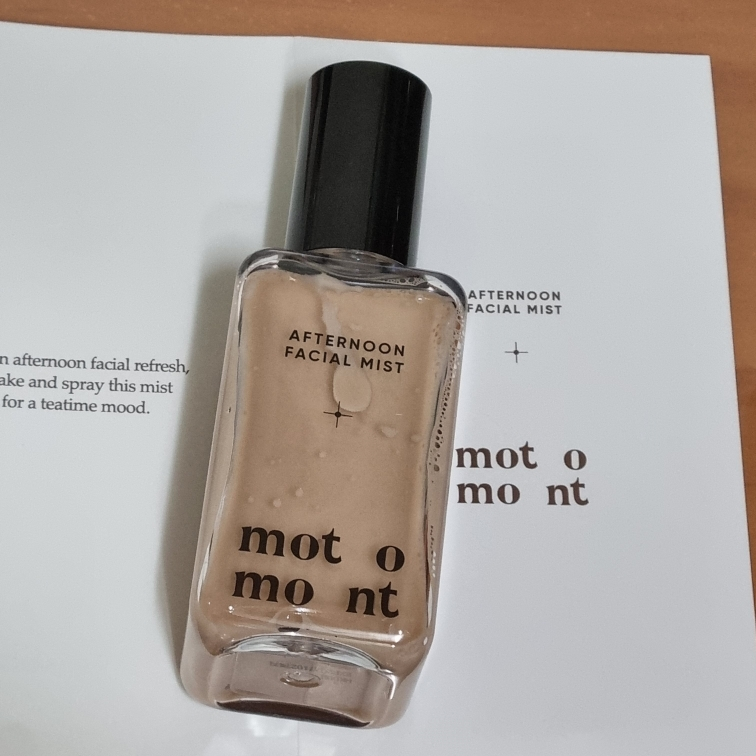 AFTERNOON
FACIAL MIST
mot o
mo nt
n afternoon facial refresh,
ake and spray this mist
for a teatime mood.
AFTERNOON
FACIAL MIST
mot o
mo nt